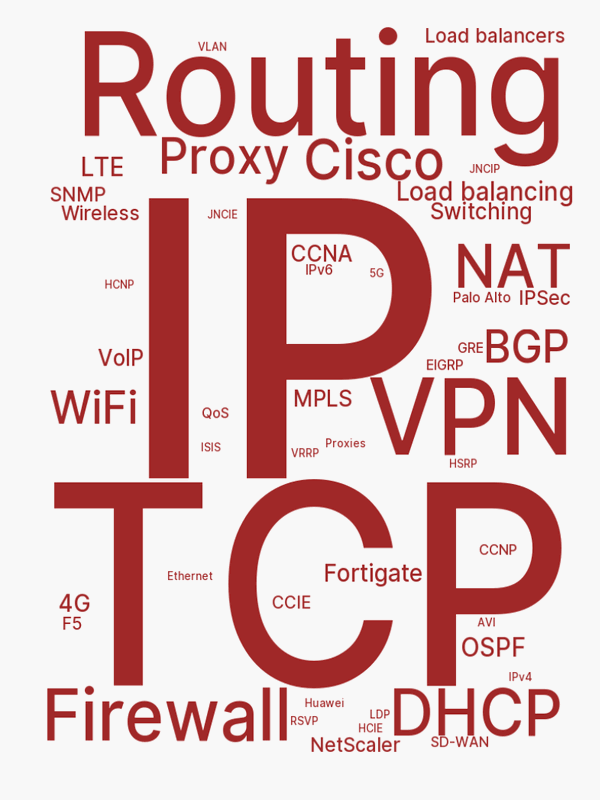 Load balancers
VLAN
Routing
Proxy Cisco
LTE
JNCIP
SNMP
Load balancing
Wireless
JNCIE
Switching
IP
CCNA
IPv6
5G
NAT
HCNP
Palo Alto
IPSec
VoIP
GRE
BGP
EIGRP
WiFi
MPLS
VPN
QoS
ISIS
Proxies
VRRP
HSRP
TCP
CCNP
Ethernet
Fortigate
4G
CCIE
F5
AVI
OSPF
IPv4
Firewall
Huawei
RSVP
LDP
HCIE
DHCP
NetScaler
SD-WAN